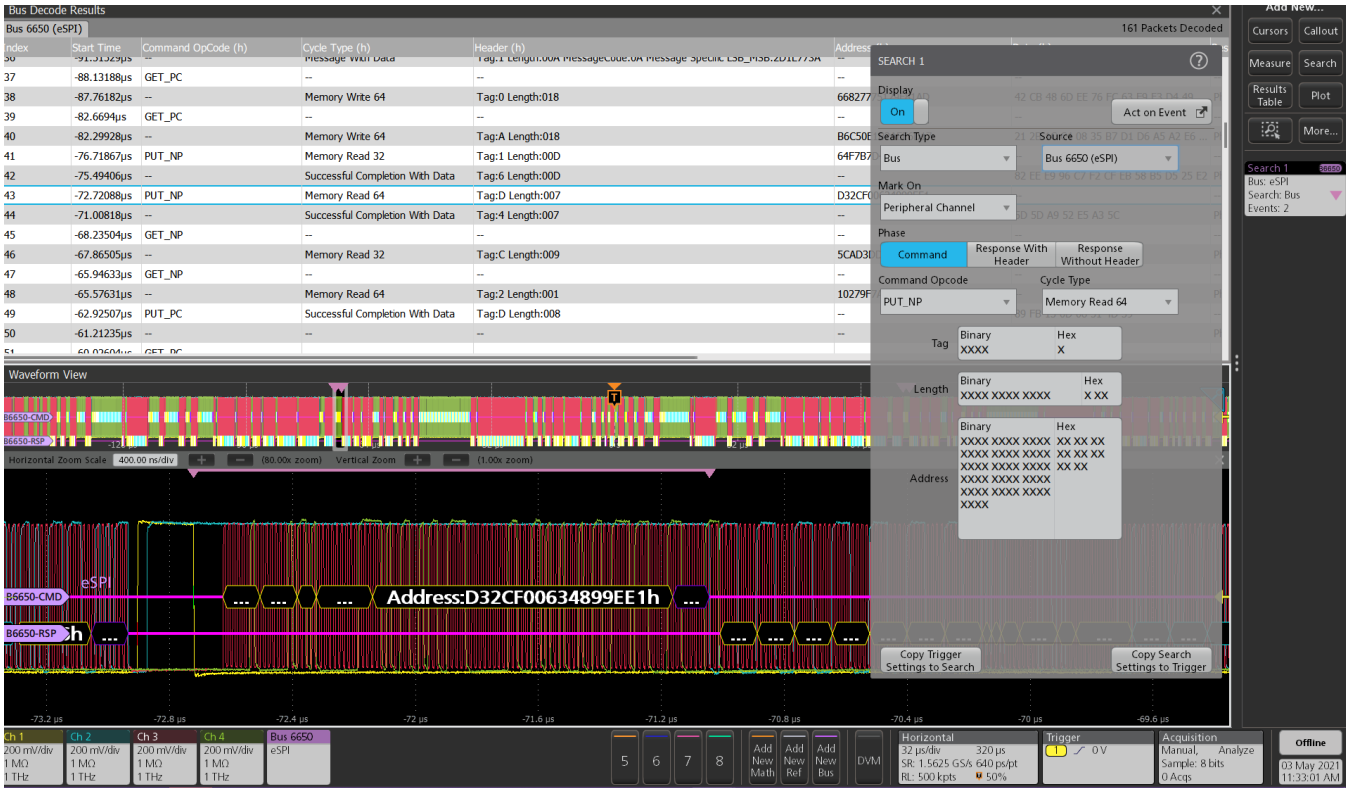 Bus Decode Results
Bus 6650 (eSPI)
161 Packets Decoded
Index Start Time Command OpCode (h) Cycle Type (h) Header (h)
37 -88.13188µs GET_PC -- --
38 -87.76182µs -- Memory Write 64 Tag:0 Length:018
39 -82.6694µs GET_PC -- -- --
40 -82.29928µs -- Memory Write 64 Tag:A Length:018
41 -76.71867µs PUT_NP Memory Read 32 Tag:1 Length:00D
42 -75.49406µs -- Successful Completion With Data Tag:6 Length:00D --
43 -72.72088µs PUT_NP Memory Read 64 Tag:D Length:007
44 -71.00818µs -- Successful Completion With Data Tag:4 Length:007 --
45 -68.23504µs GET_NP -- -- --
46 -67.86505µs -- Memory Read 32 Tag:C Length:009
47 -65.94633µs GET_NP -- -- --
48 -65.57631µs -- Memory Read 64 Tag:2 Length:001
49 -62.92507µs PUT_PC Successful Completion With Data Tag:D Length:008 --
50 -61.21235µs -- -- -- --
SEARCH 1
Display
On
Act on Event
Search Type Source
Bus Bus 6650 (eSPI)
Mark On
Peripheral Channel
Phase
Command Response With Header Response Without Header
Command Opcode Cycle Type
PUT_NP Memory Read 64
Binary Hex
Tag XXXX X
Binary Hex
Length XXXX XXXX XXXX X XX
Binary Hex
XXXX XXXX XXXX XX XX XX
XXXX XXXX XXXX XX XX XX
XXXX XXXX XXXX XX XX
Address XXXX XXXX XXXX
XXXX XXXX XXXX
XXXX
Copy Trigger Settings to Search
Copy Search Settings to Trigger
Add New...
Cursors Callout
Measure Search
Results Table Plot
More...
Search 1 B6650
Bus: eSPI
Search: Bus
Events: 2
Waveform View
T
B6650-CMD
B6650-RSP
Horizontal Zoom Scale 400.00 ns/div + − (80.00x zoom) Vertical Zoom + − (1.00x zoom)
eSPI
B6650-CMD ... ... ... Address:D32CF00634899EE1h ...
B6650-RSP h ... ... ... ... ...
-73.2 µs -72.8 µs -72.4 µs -72 µs -71.6 µs -71.2 µs -70.8 µs -70.4 µs -70 µs -69.6 µs
Ch 1
200 mV/div
1 MΩ
1 THz
Ch 2
200 mV/div
1 MΩ
1 THz
Ch 3
200 mV/div
1 MΩ
1 THz
Ch 4
200 mV/div
1 MΩ
1 THz
Bus 6650
eSPI
5 6 7 8
Add New Math
Add New Ref
Add New Bus
DVM
Horizontal
32 µs/div 320 µs
SR: 1.5625 GS/s 640 ps/pt
RL: 500 kpts 50%
Trigger
1 0 V
Acquisition
Manual, Analyze
Sample: 8 bits
0 Acqs
Offline
03 May 2021
11:33:01 AM